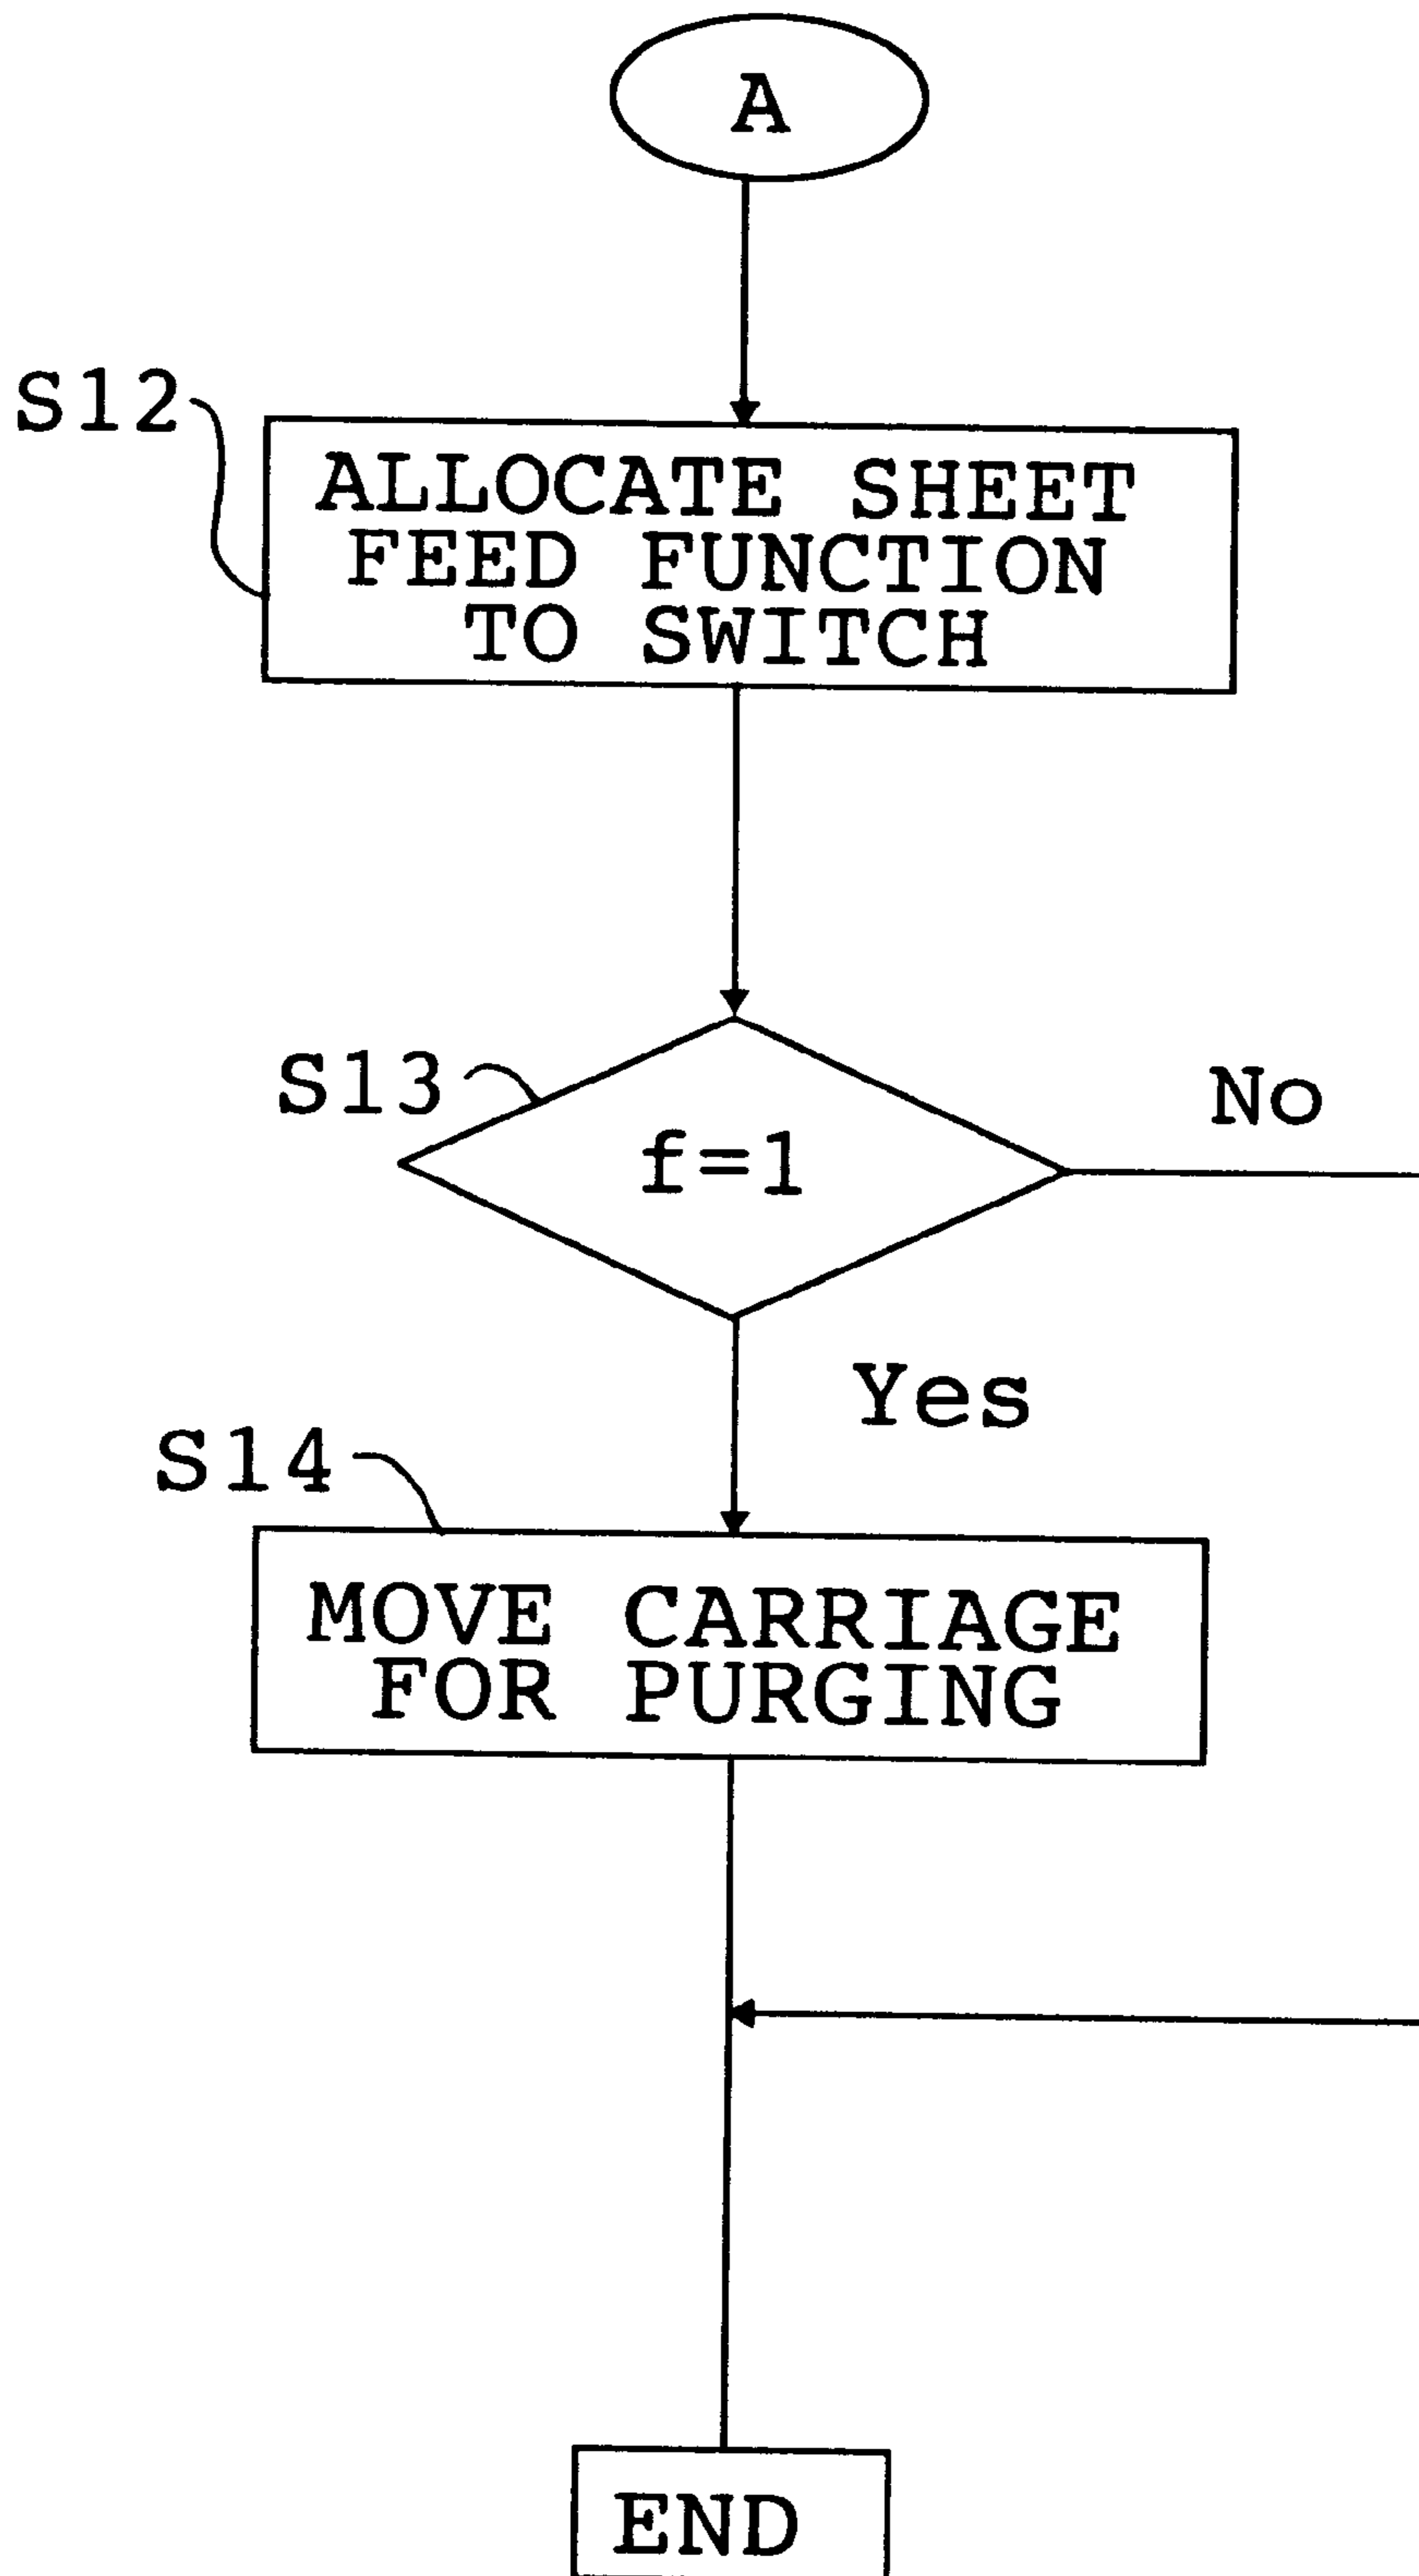 A
S12
ALLOCATE SHEET
FEED FUNCTION
TO SWITCH
S13
f=1
No
Yes
S14
MOVE CARRIAGE
FOR PURGING
END